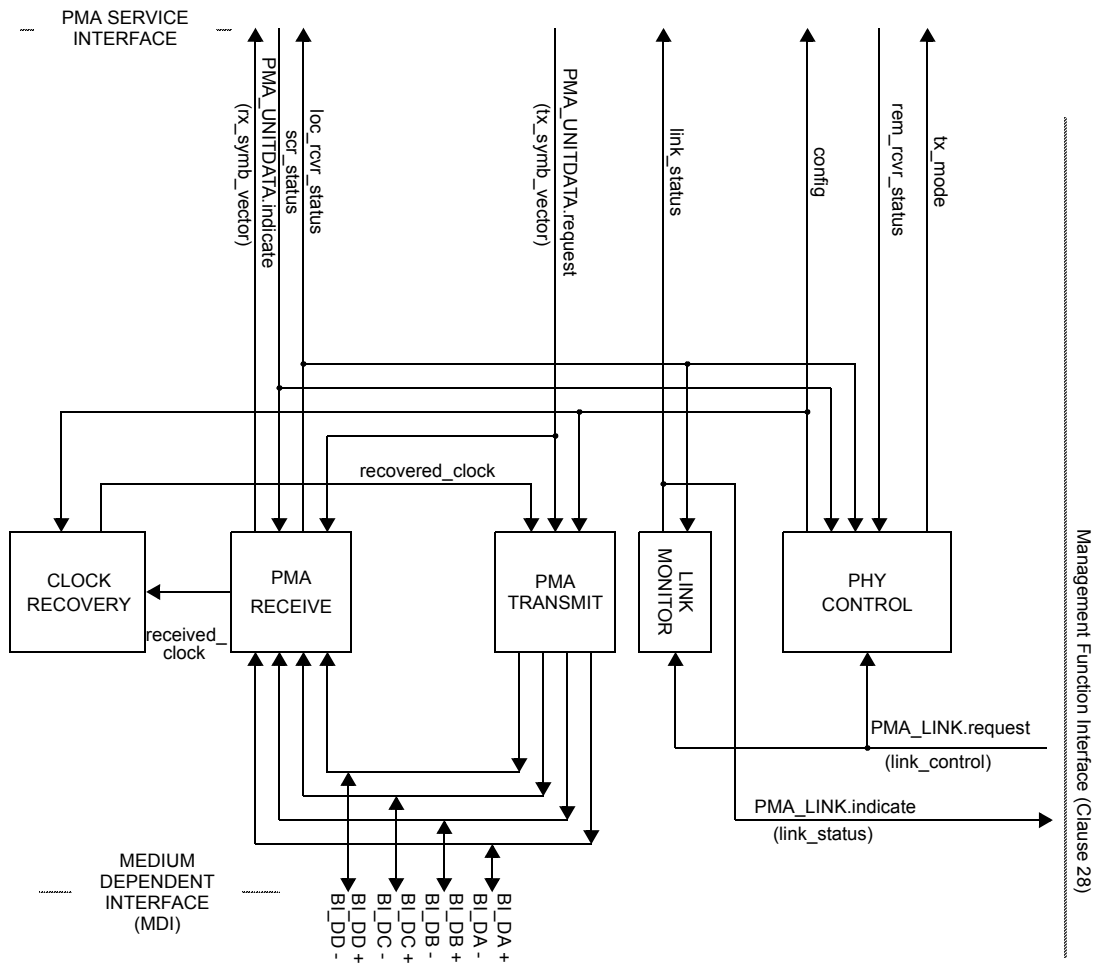 PMA SERVICE
INTERFACE
PMA_UNITDATA.indicate
(rx_symb_vector)
scr_status
loc_rcvr_status
PMA_UNITDATA.request
(tx_symb_vector)
link_status
config
rem_rcvr_status
tx_mode
recovered_clock
CLOCK
RECOVERY
PMA
RECEIVE
PMA
TRANSMIT
LINK
MONITOR
PHY
CONTROL
received_
clock
PMA_LINK.request
(link_control)
PMA_LINK.indicate
(link_status)
Management Function Interface (Clause 28)
MEDIUM
DEPENDENT
INTERFACE
(MDI)
BI_DD -
BI_DD +
BI_DC -
BI_DC +
BI_DB -
BI_DB +
BI_DA -
BI_DA +